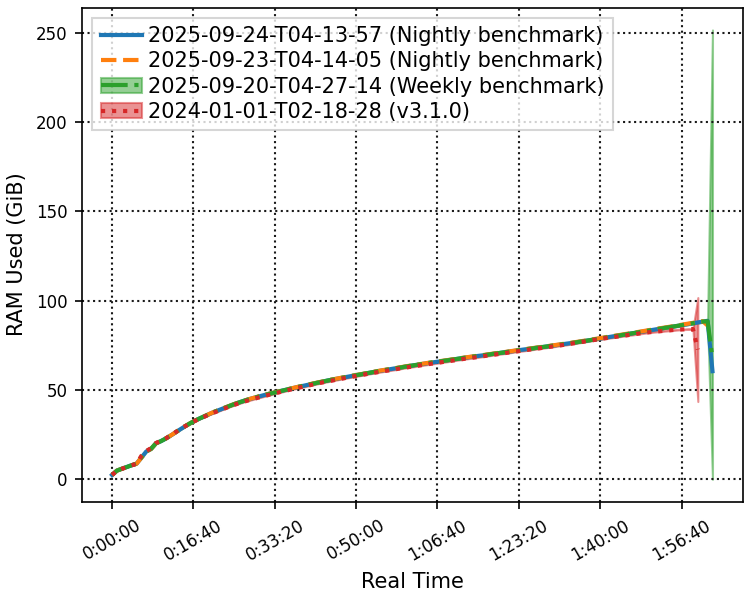 2025-09-24-T04-13-57 (Nightly benchmark)
2025-09-23-T04-14-05 (Nightly benchmark)
2025-09-20-T04-27-14 (Weekly benchmark)
2024-01-01-T02-18-28 (v3.1.0)
RAM Used (GiB)
250
200
150
100
50
0
0:00:00
0:16:40
0:33:20
0:50:00
1:06:40
1:23:20
1:40:00
1:56:40
Real Time